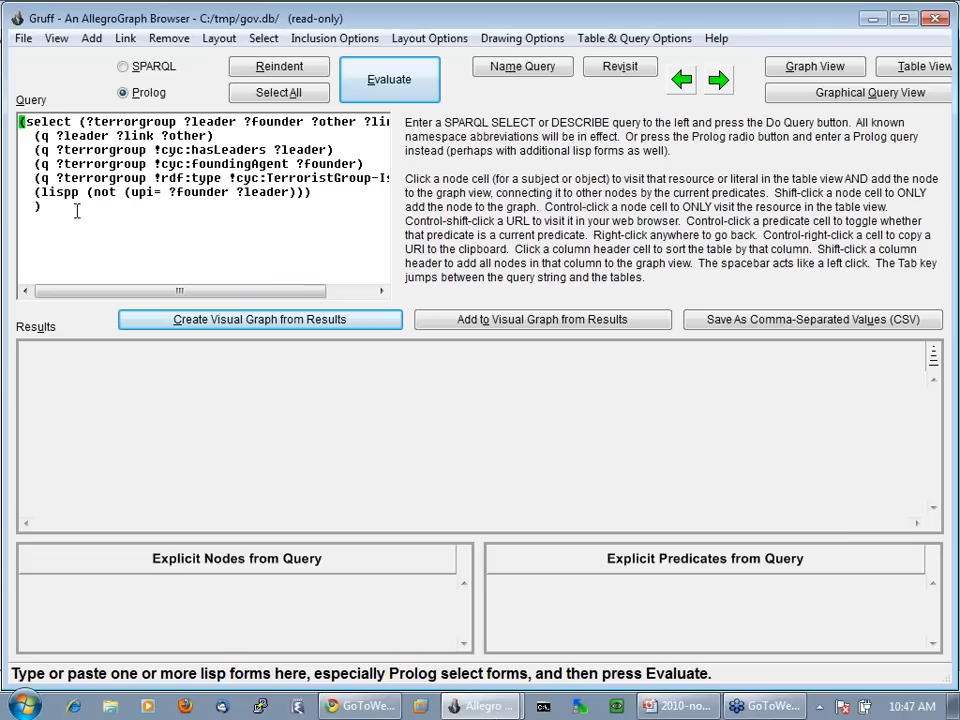 Gruff - An AllegroGraph Browser - C:/tmp/gov.db/  (read-only)
File View Add Link Remove Layout Select Inclusion Options Layout Options Drawing Options Table & Query Options Help
SPARQL
Prolog
Query
Reindent
Select All
Evaluate
Name Query
Revisit
Graph View
Table View
Graphical Query View
(select (?terrorgroup ?leader ?founder ?other ?li
(q ?leader ?link ?other)
(q ?terrorgroup !cyc:hasLeaders ?leader)
(q ?terrorgroup !cyc:foundingAgent ?founder)
(q ?terrorgroup !rdf:type !cyc:TerroristGroup-Is
(lispp (not (upi= ?founder ?leader)))
)
Enter a SPARQL SELECT or DESCRIBE query to the left and press the Do Query button. All known
namespace abbreviations will be in effect. Or press the Prolog radio button and enter a Prolog query
instead (perhaps with additional lisp forms as well).
Click a node cell (for a subject or object) to visit that resource or literal in the table view AND add the node
to the graph view, connecting it to other nodes by the current predicates. Shift-click a node cell to ONLY
add the node to the graph. Control-click a node cell to ONLY visit the resource in the table view.
Control-shift-click a URL to visit it in your web browser. Control-click a predicate cell to toggle whether
that predicate is a current predicate. Right-click anywhere to go back. Control-right-click a cell to copy a
URI to the clipboard. Click a column header cell to sort the table by that column. Shift-click a column
header to add all nodes in that column to the graph view. The spacebar acts like a left click. The Tab key
jumps between the query string and the tables.
Results
Create Visual Graph from Results
Add to Visual Graph from Results
Save As Comma-Separated Values (CSV)
Explicit Nodes from Query
Explicit Predicates from Query
Type or paste one or more lisp forms here, especially Prolog select forms, and then press Evaluate.
GoToWe... Allegro ... 2010-no... GoToWe... 10:47 AM